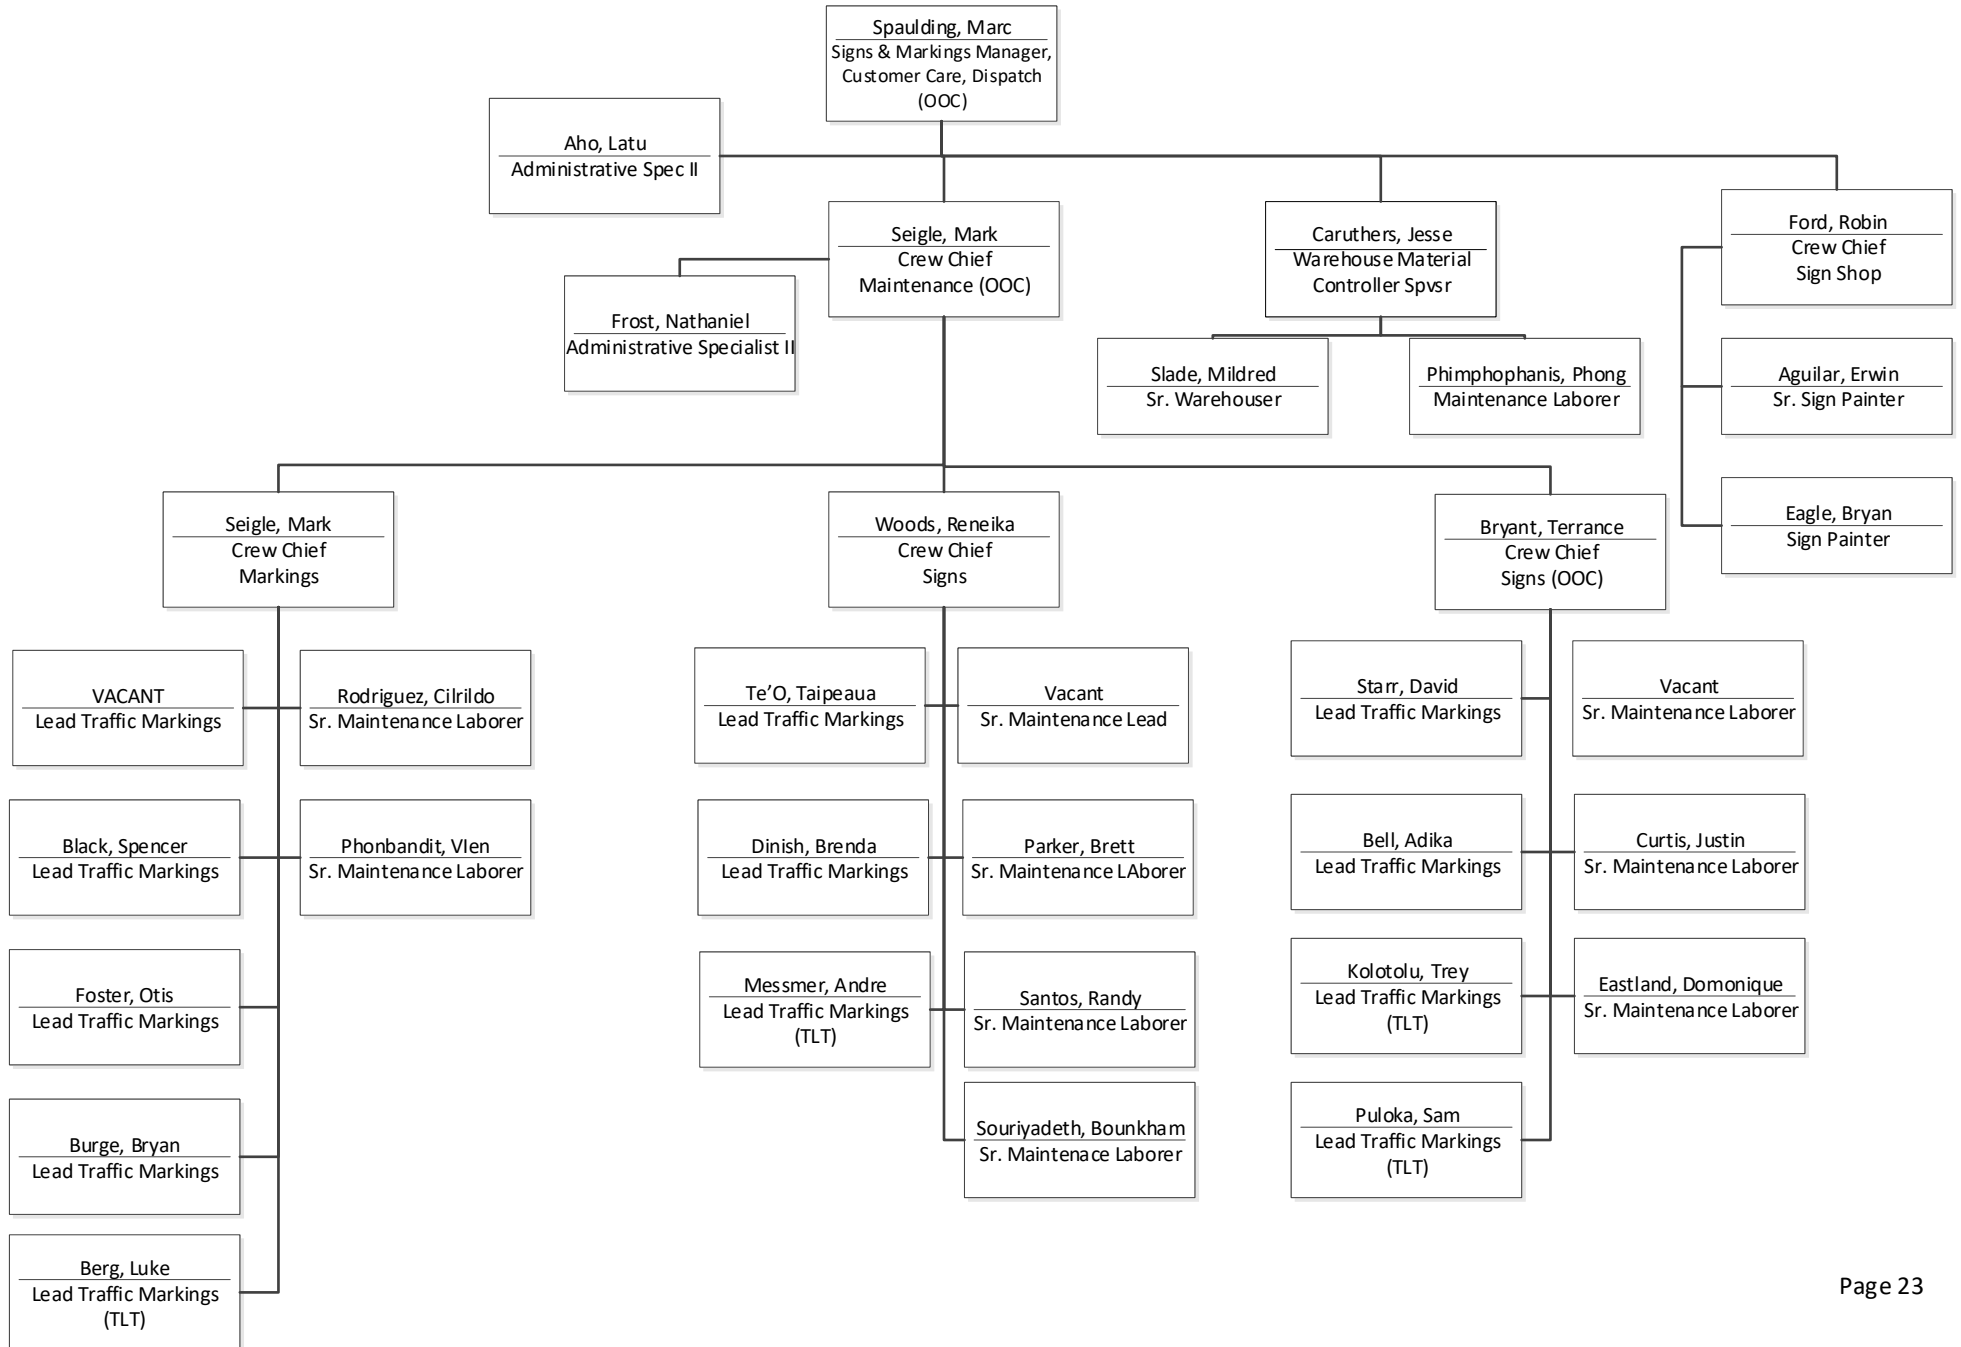 Spaulding, Marc
Signs & Markings Manager,
Customer Care, Dispatch
(OOC)
Aho, Latu
Administrative Spec II
Seigle, Mark
Crew Chief
Maintenance (OOC)
Caruthers, Jesse
Warehouse Material
Controller Spvsr
Ford, Robin
Crew Chief
Sign Shop
Frost, Nathaniel
Administrative Specialist II
Slade, Mildred
Sr. Warehouser
Phimphophanis, Phong
Maintenance Laborer
Aguilar, Erwin
Sr. Sign Painter
Eagle, Bryan
Sign Painter
Seigle, Mark
Crew Chief
Markings
Woods, Reneika
Crew Chief
Signs
Bryant, Terrance
Crew Chief
Signs (OOC)
VACANT
Lead Traffic Markings
Rodriguez, Cilrildo
Sr. Maintenance Laborer
Black, Spencer
Lead Traffic Markings
Phonbandit, VIen
Sr. Maintenance Laborer
Foster, Otis
Lead Traffic Markings
Burge, Bryan
Lead Traffic Markings
Berg, Luke
Lead Traffic Markings
(TLT)
Te’O, Taipeaua
Lead Traffic Markings
Vacant
Sr. Maintenance Lead
Dinish, Brenda
Lead Traffic Markings
Parker, Brett
Sr. Maintenance LAborer
Messmer, Andre
Lead Traffic Markings
(TLT)
Santos, Randy
Sr. Maintenance Laborer
Souriyadeth, Bounkham
Sr. Maintenace Laborer
Starr, David
Lead Traffic Markings
Vacant
Sr. Maintenance Laborer
Bell, Adika
Lead Traffic Markings
Curtis, Justin
Sr. Maintenance Laborer
Kolotolu, Trey
Lead Traffic Markings
(TLT)
Eastland, Domonique
Sr. Maintenance Laborer
Puloka, Sam
Lead Traffic Markings
(TLT)
Page 23